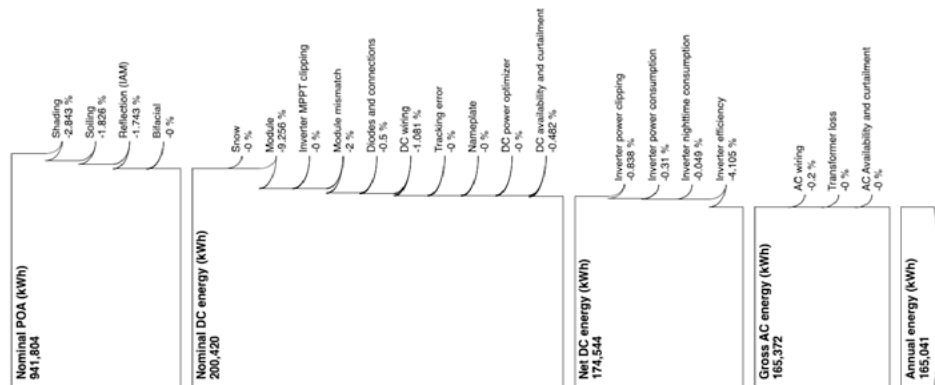 Nominal POA (kWh)
941,804
Shading
-2.843 %
Soiling
-1.826 %
Reflection (IAM)
-1.743 %
Bifacial
-0 %
Nominal DC energy (kWh)
200,420
Snow
-0 %
Module
-9.256 %
Inverter MPPT clipping
-0 %
Module mismatch
-2 %
Diodes and connections
-0.5 %
DC wiring
-1.081 %
Tracking error
-0 %
Nameplate
-0 %
DC power optimizer
-0 %
DC availability and curtailment
-0.482 %
Net DC energy (kWh)
174,544
Inverter power clipping
-0.838 %
Inverter power consumption
-0.31 %
Inverter nighttime consumption
-0.049 %
Inverter efficiency
-4.105 %
Gross AC energy (kWh)
165,372
AC wiring
-0.2 %
Transformer loss
-0 %
AC Availability and curtailment
-0 %
Annual energy (kWh)
165,041